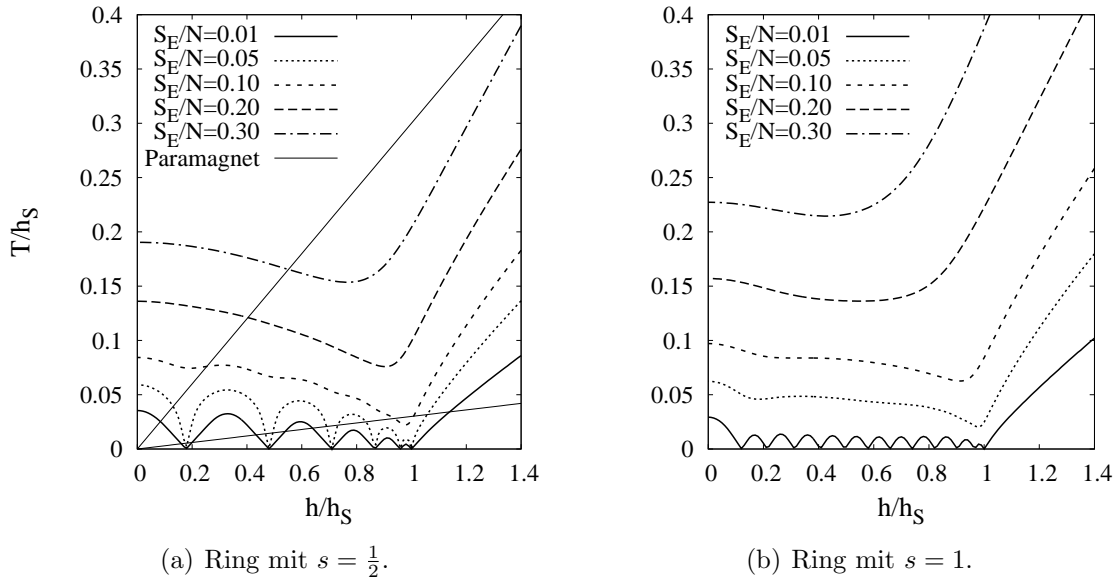 0.4
0.35
0.3
0.25
0.2
0.15
0.1
0.05
0
T/h_S
S_E/N=0.01
S_E/N=0.05
S_E/N=0.10
S_E/N=0.20
S_E/N=0.30
Paramagnet
0 0.2 0.4 0.6 0.8 1 1.2 1.4
h/h_S
(a) Ring mit s = 1/2.
0.4
0.35
0.3
0.25
0.2
0.15
0.1
0.05
0
S_E/N=0.01
S_E/N=0.05
S_E/N=0.10
S_E/N=0.20
S_E/N=0.30
0 0.2 0.4 0.6 0.8 1 1.2 1.4
h/h_S
(b) Ring mit s = 1.